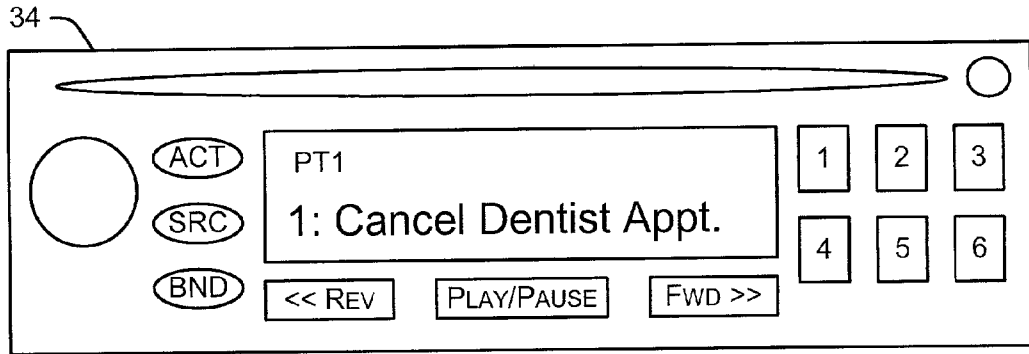 34
ACT
SRC
BND
PT1
1: Cancel Dentist Appt.
<< REV
PLAY/PAUSE
FWD >>
1 2 3
4 5 6